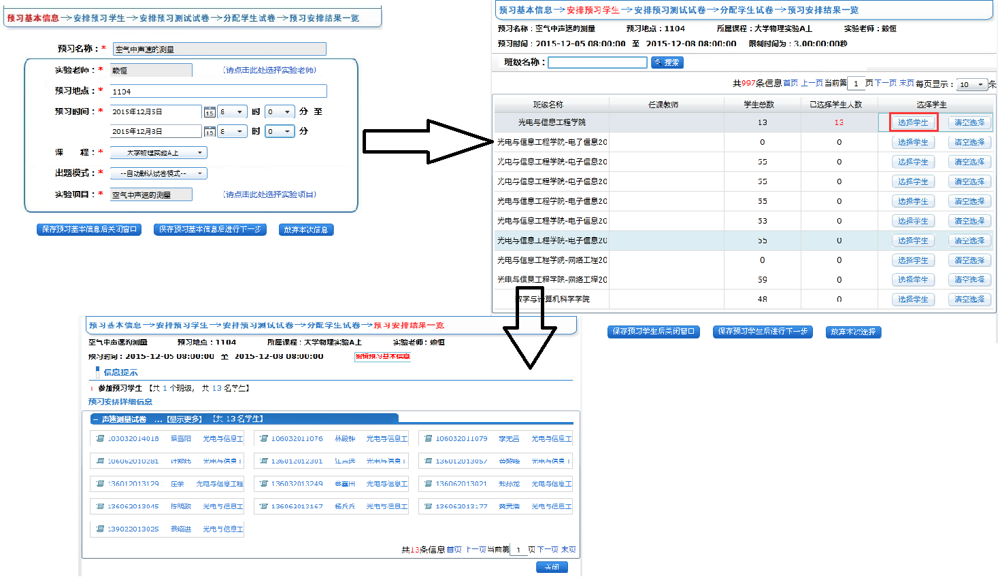 预习基本信息—>安排预习学生—>安排预习测试试卷—>分配学生试卷—>预习安排结果一览
预习名称：* 空气中声速的测量
实验老师：* 赖恒 (请点击此处选择实验老师)
预习地点：* 1104
预习时间：* 2015年12月5日 8 时 0 分 至
2015年12月8日 8 时 0 分
课 程：* 大学物理实验A上
出题模式：* --自动默认试卷模式--
实验项目：* 空气中声速的测量 (请点击此处选择实验项目)
保存预习基本信息后关闭窗口 保存预习基本信息后进行下一步 放弃本次信息
预习基本信息—>安排预习学生—>安排预习测试试卷—>分配学生试卷—>预习安排结果一览
预习名称：空气中声速的测量 预习地点：1104 所属课程：大学物理实验A上 实验老师：赖恒
预习时间：2015-12-05 08:00:00 至 2015-12-08 08:00:00 限制时间为：3.00:00:00秒
班级名称： 搜索
共997条信息首页 上一页当前第 1 页下一页 末页每页显示：10 条
班级名称 任课教师 学生总数 已选择学生人数 选择学生
光电与信息工程学院 13 13 选择学生 清空选择
光电与信息工程学院-电子信息20 0 0 选择学生 清空选择
光电与信息工程学院-电子信息20 55 0 选择学生 清空选择
光电与信息工程学院-电子信息20 55 0 选择学生 清空选择
光电与信息工程学院-电子信息20 55 0 选择学生 清空选择
光电与信息工程学院-电子信息20 53 0 选择学生 清空选择
光电与信息工程学院-电子信息20 55 0 选择学生 清空选择
光电与信息工程学院-网络工程20 0 0 选择学生 清空选择
光电与信息工程学院-网络工程20 59 0 选择学生 清空选择
数学与计算机科学学院 48 0 选择学生 清空选择
保存预习学生后关闭窗口 保存预习学生后进行下一步 放弃本次选择
预习基本信息—>安排预习学生—>安排预习测试试卷—>分配学生试卷—>预习安排结果一览
空气中声速的测量 预习地点：1104 所属课程：大学物理实验A上 实验老师：赖恒
预习时间：2015-12-05 08:00:00 至 2015-12-08 08:00:00 编辑预习基本信息
信息提示
参加预习学生 【共 1 个班级， 共 13 名学生】
预习安排详细信息
声速测量试卷 ...【显示更多】 【共 13 名学生】
103032014018 光电与信息工 106032011076 光电与信息工 106032011079 光电与信息工
106062010281 光电与信息工 136012012301 光电与信息工 136012013057 光电与信息工
136012013129 庄余 光电与信息工程 136032013249 光电与信息工 136062013021 光电与信息工
136062013045 陈明政 光电与信息工 136062013167 光电与信息工 136062013177 光电与信息工
139022013025 光电与信息工
共13条信息首页 上一页当前第 1 页下一页 末页
关闭